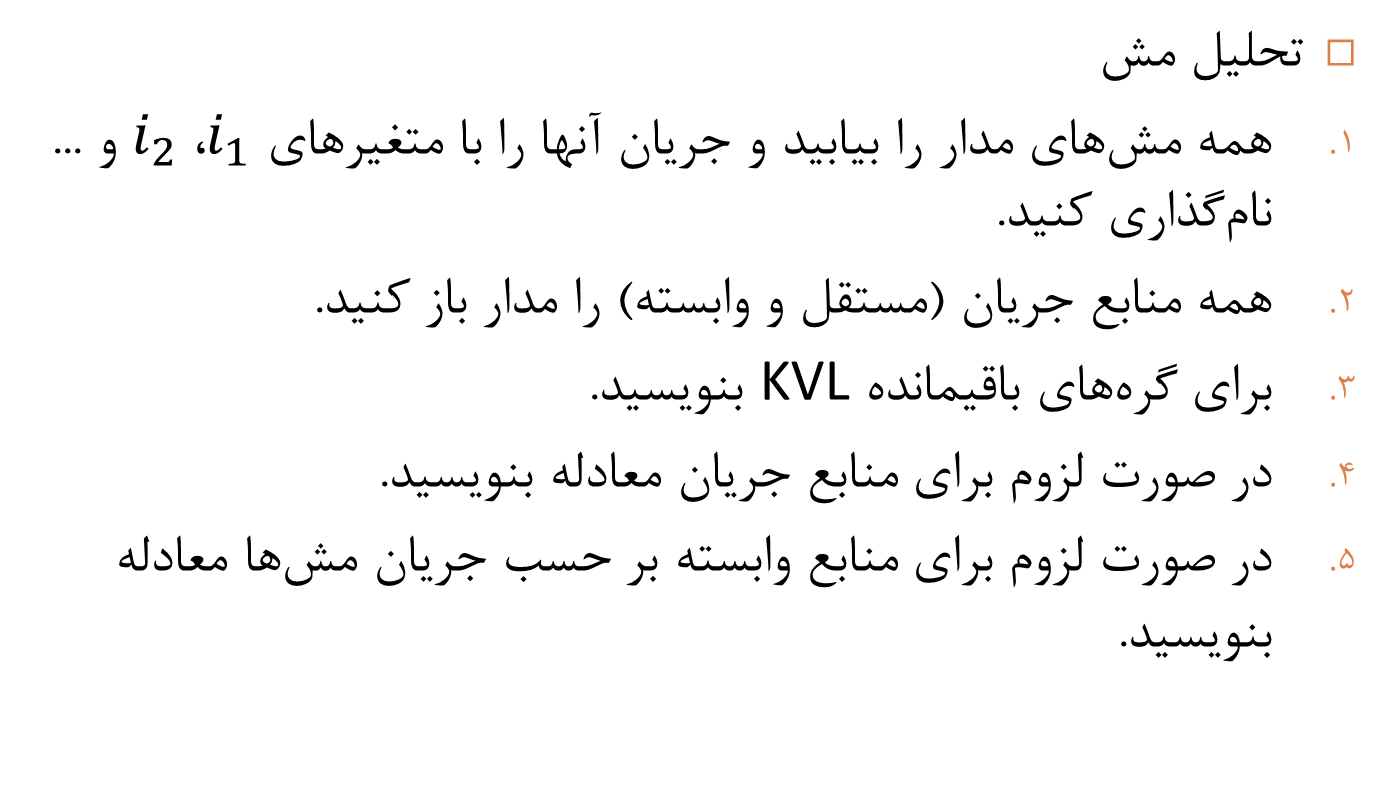 تحلیل مش
۱. همه مش‌های مدار را بیابید و جریان آنها را با متغیرهای i₁، i₂ و ...
نام‌گذاری کنید.
۲. همه منابع جریان (مستقل و وابسته) را مدار باز کنید.
۳. برای گره‌های باقیمانده KVL بنویسید.
۴. در صورت لزوم برای منابع جریان معادله بنویسید.
۵. در صورت لزوم برای منابع وابسته بر حسب جریان مش‌ها معادله
بنویسید.